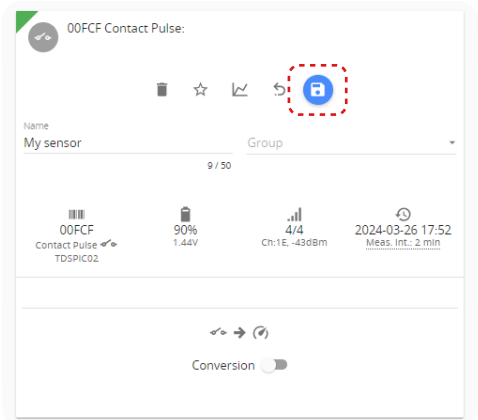 00FCF Contact Pulse:
Name
My sensor
Group
9 / 50
00FCF
Contact Pulse
TDSPIC02
90%
1.44V
4/4
Ch:1E, -43dBm
2024-03-26 17:52
Meas. Int.: 2 min
Conversion